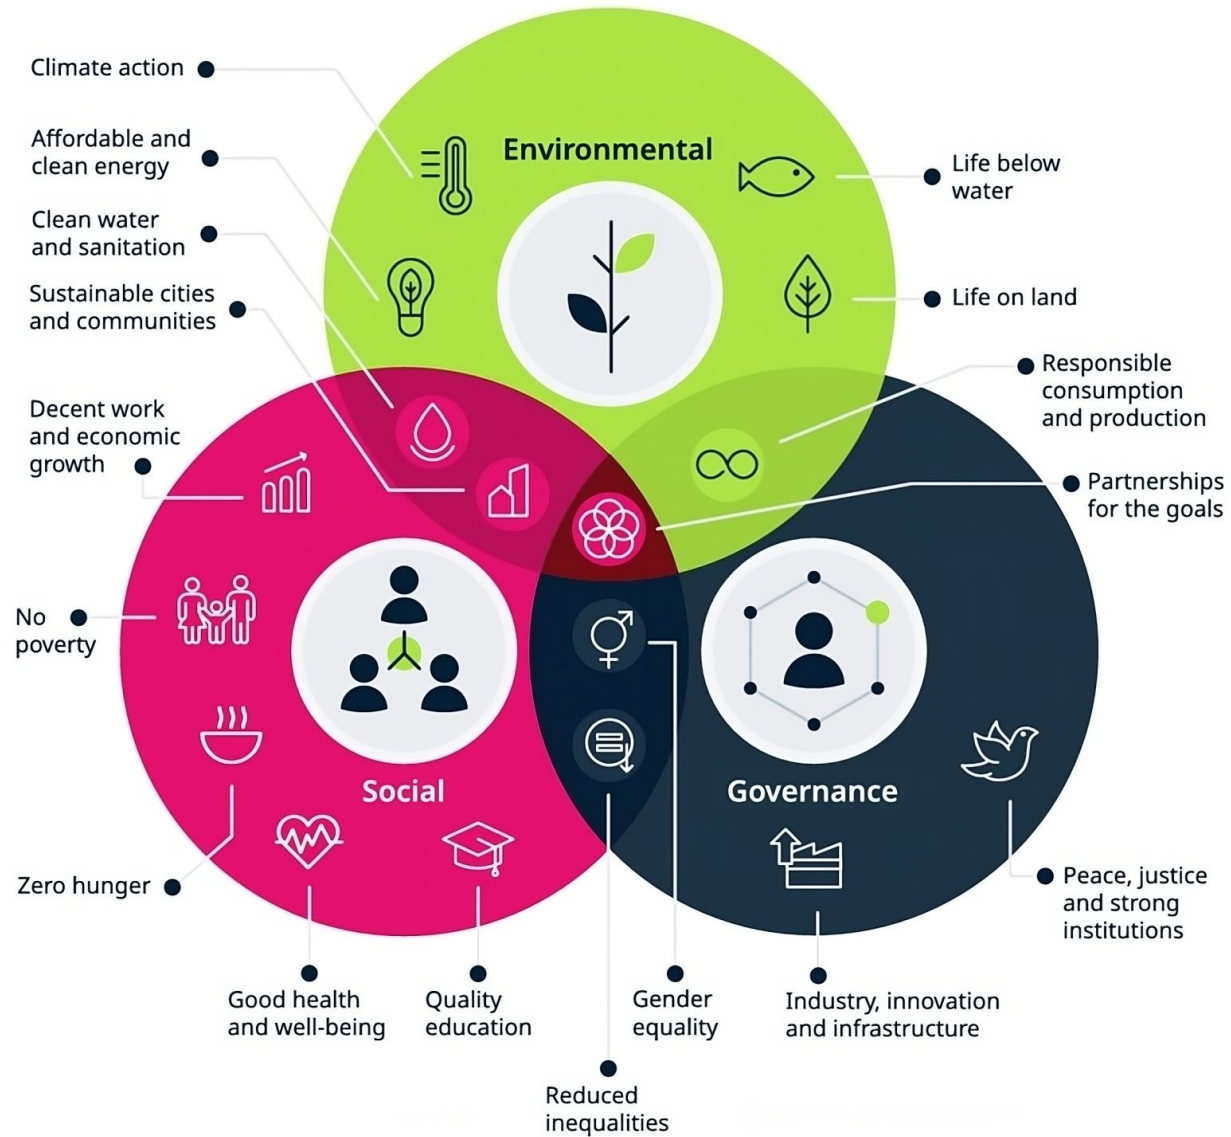 Climate action
Affordable and
clean energy
Clean water
and sanitation
Sustainable cities
and communities
Decent work
and economic
growth
No
poverty
Zero hunger
Environmental
Life below
water
Life on land
Responsible
consumption
and production
Partnerships
for the goals
Social
Governance
Peace, justice
and strong
institutions
Good health
and well-being
Quality
education
Gender
equality
Industry, innovation
and infrastructure
Reduced
inequalities